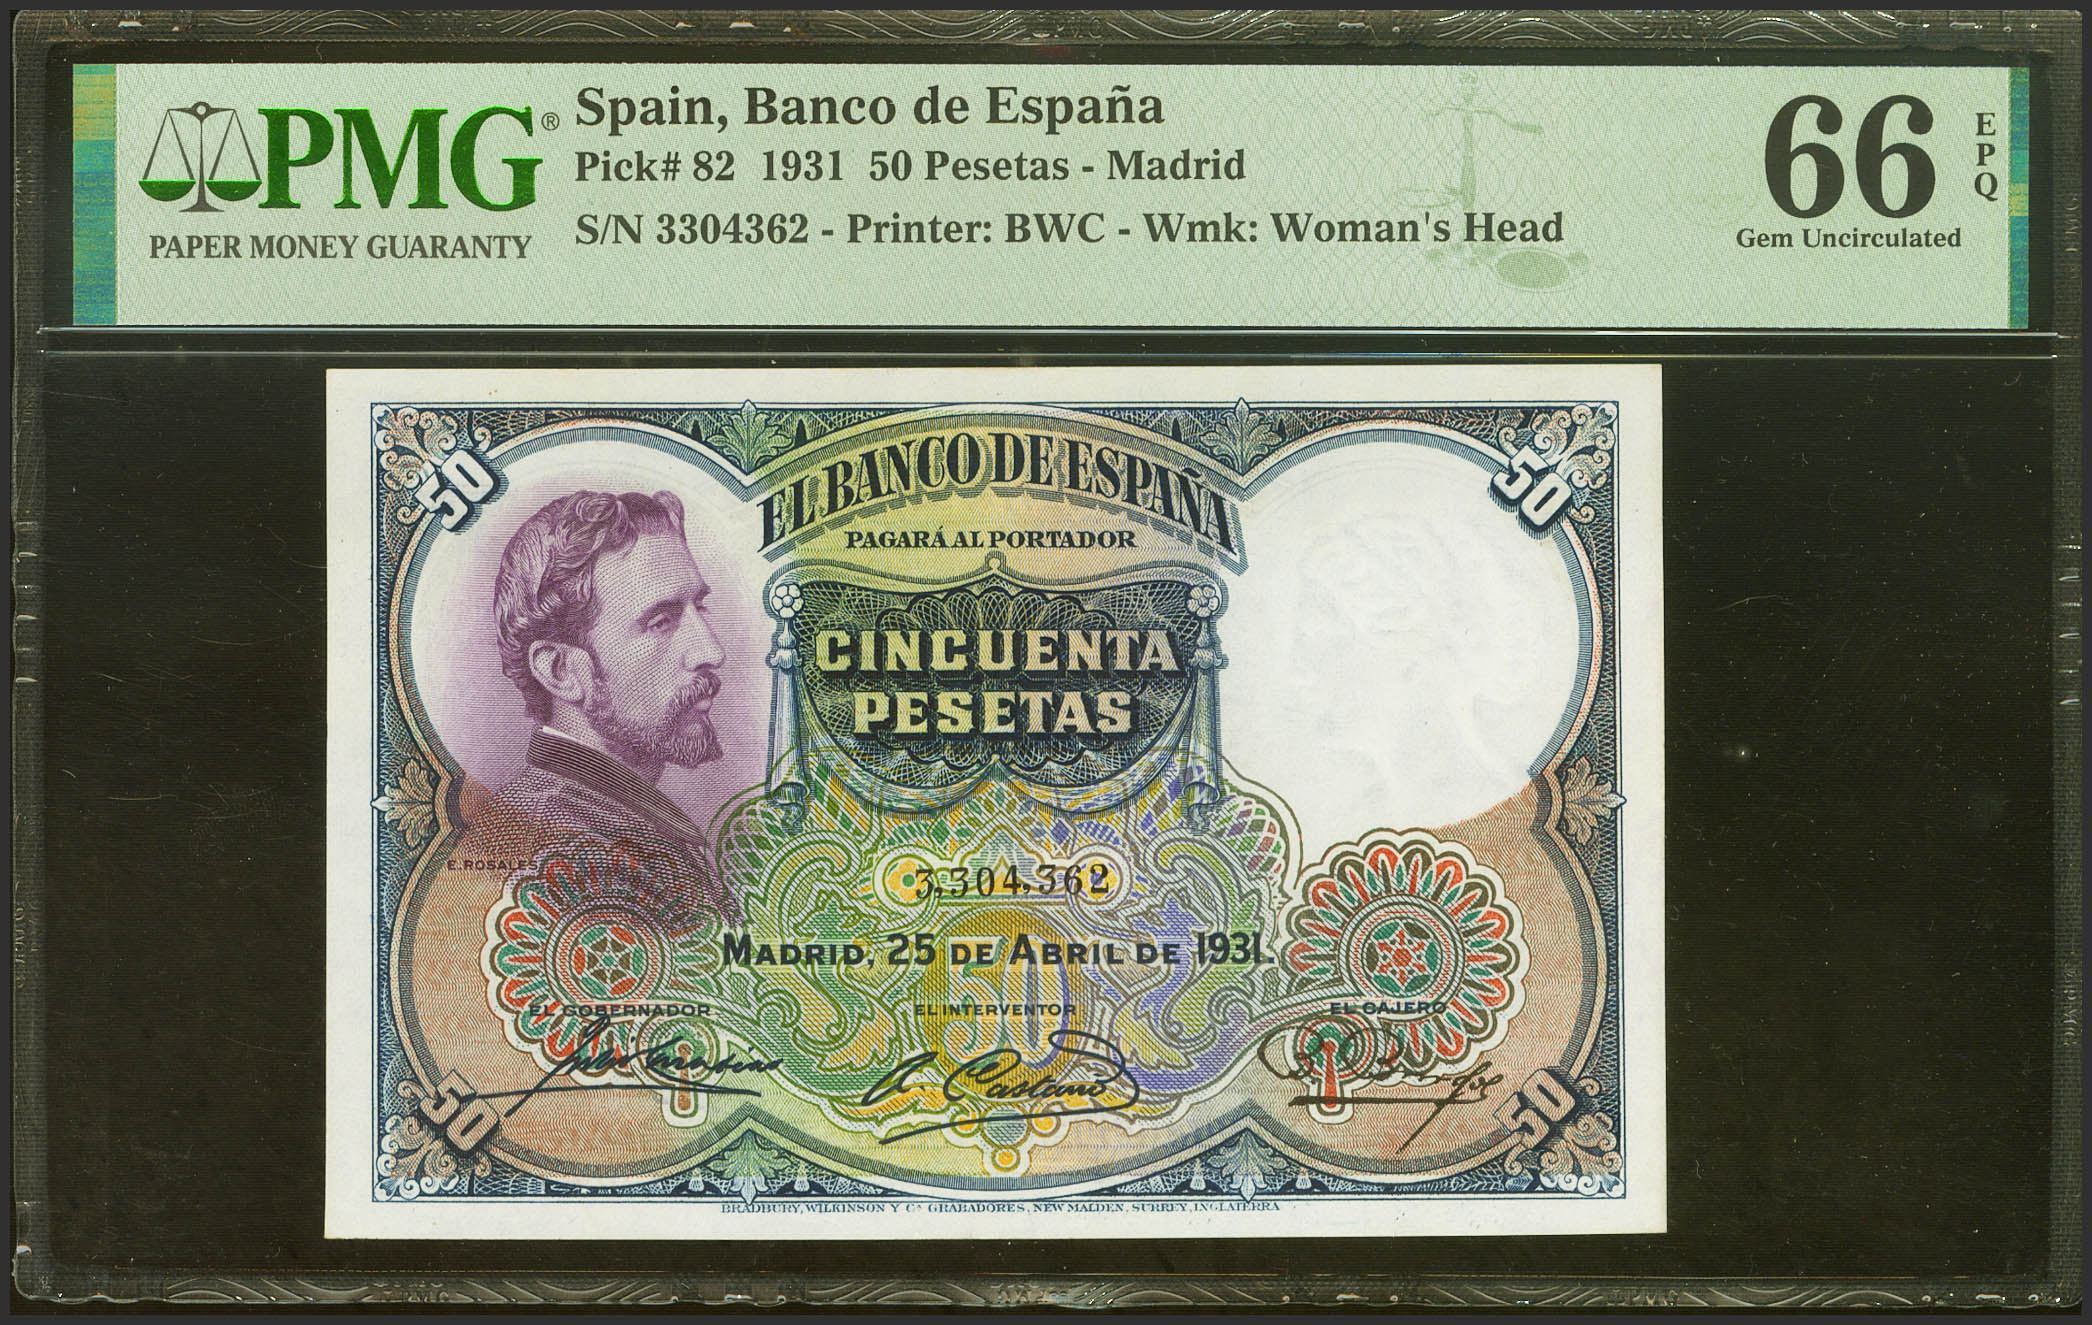 PMG®
PAPER MONEY GUARANTY
Spain, Banco de España
Pick# 82 1931 50 Pesetas - Madrid
S/N 3304362 - Printer: BWC - Wmk: Woman's Head
66
EPQ
Gem Uncirculated
50
50
EL BANCO DE ESPAÑA
PAGARÁ AL PORTADOR
CINCUENTA
PESETAS
E. ROSALES
3,304,362
MADRID, 25 DE ABRIL DE 1931.
50
EL GOBERNADOR
EL INTERVENTOR
EL CAJERO
50
50
BRADBURY, WILKINSON Y Cª GRABADORES, NEW MALDEN, SURREY, INGLATERRA